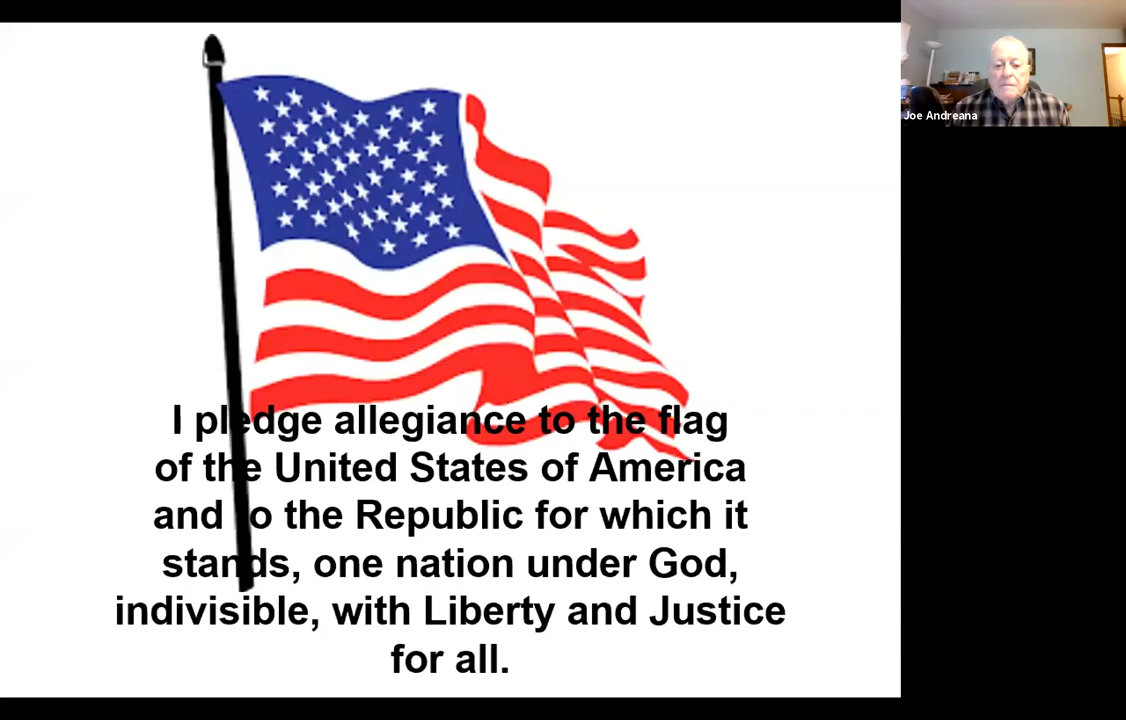 Joe Andreana
I pledge allegiance to the flag
of the United States of America
and to the Republic for which it
stands, one nation under God,
indivisible, with Liberty and Justice
for all.